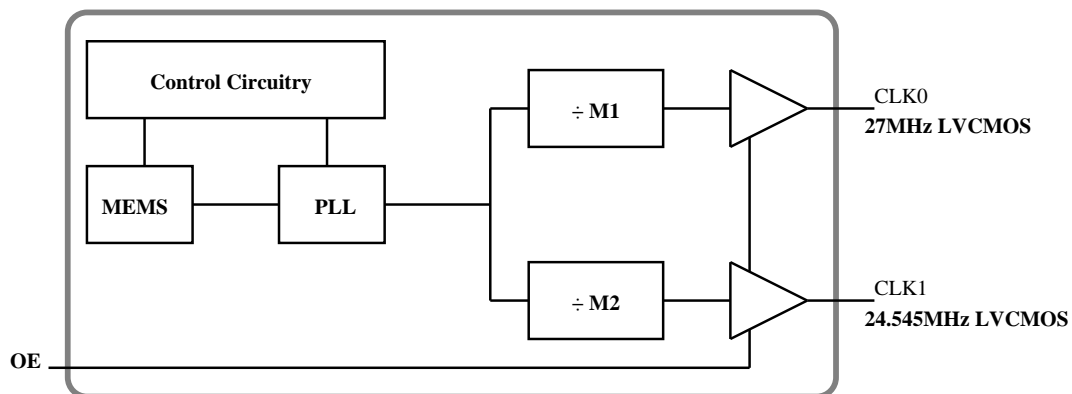 Control Circuitry
MEMS
PLL
÷ M1
÷ M2
CLK0
27MHz LVCMOS
CLK1
24.545MHz LVCMOS
OE